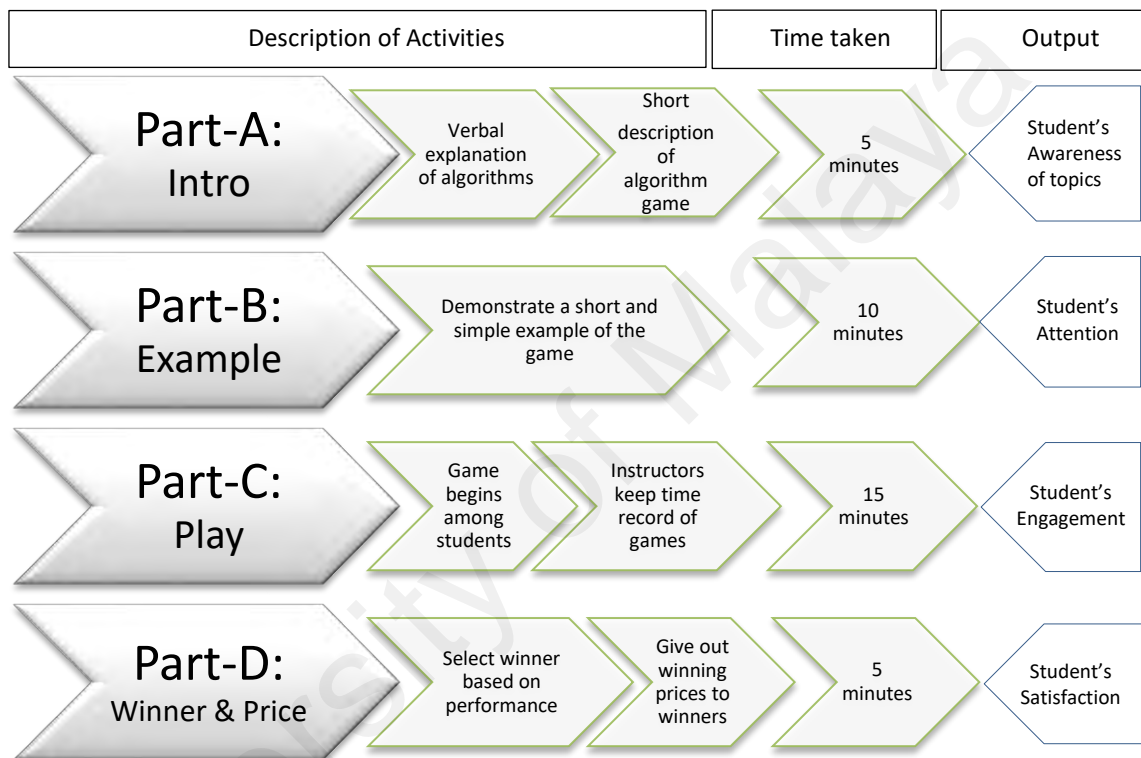 Description of Activities
Time taken
Output
Part-A:
Intro
Verbal
explanation
of algorithms
Short
description
of
algorithm
game
5
minutes
Student’s
Awareness
of topics
Part-B:
Example
Demonstrate a short and
simple example of the
game
10
minutes
Student’s
Attention
Part-C:
Play
Game
begins
among
students
Instructors
keep time
record of
games
15
minutes
Student’s
Engagement
Part-D:
Winner & Price
Select winner
based on
performance
Give out
winning
prices to
winners
5
minutes
Student’s
Satisfaction
ersity of Malaya